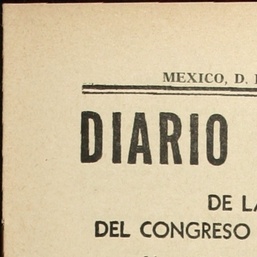 MEXICO, D.
DIARIO
DE LA
DEL CONGRESO